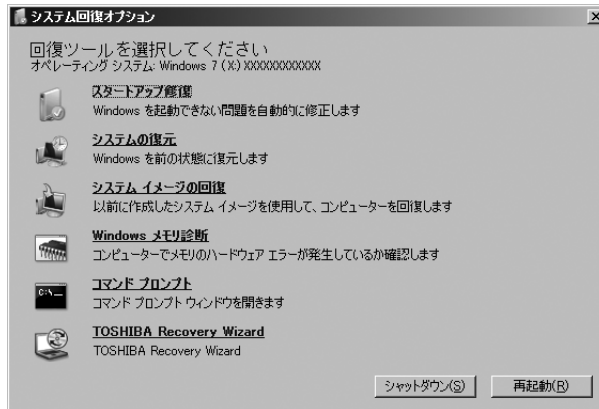 システム回復オプション
回復ツールを選択してください
オペレーティング システム: Windows 7 (X:) XXXXXXXXXXXX
スタートアップ修復
Windows を起動できない問題を自動的に修正します
システムの復元
Windows を前の状態に復元します
システム イメージの回復
以前に作成したシステム イメージを使用して、コンピューターを回復します
Windows メモリ診断
コンピューターでメモリのハードウェア エラーが発生しているか確認します
C:\_
コマンド プロンプト
コマンド プロンプト ウィンドウを開きます
TOSHIBA Recovery Wizard
TOSHIBA Recovery Wizard
シャットダウン(S) 再起動(R)